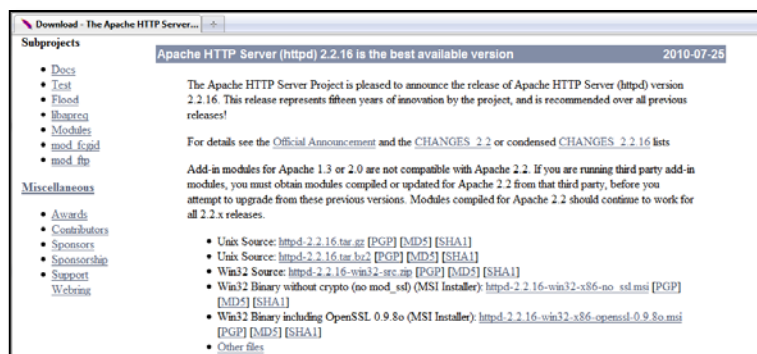 Download - The Apache HTTP Server...
Subprojects
Docs
Test
Flood
libapreq
Modules
mod_fcgid
mod_ftp
Miscellaneous
Awards
Contributors
Sponsors
Sponsorship
Support
Webring
Apache HTTP Server (httpd) 2.2.16 is the best available version 2010-07-25
The Apache HTTP Server Project is pleased to announce the release of Apache HTTP Server (httpd) version
2.2.16. This release represents fifteen years of innovation by the project, and is recommended over all previous
releases!
For details see the Official Announcement and the CHANGES_2.2 or condensed CHANGES_2.2.16 lists
Add-in modules for Apache 1.3 or 2.0 are not compatible with Apache 2.2. If you are running third party add-in
modules, you must obtain modules compiled or updated for Apache 2.2 from that third party, before you
attempt to upgrade from these previous versions. Modules compiled for Apache 2.2 should continue to work for
all 2.2.x releases.
Unix Source: httpd-2.2.16.tar.gz [PGP] [MD5] [SHA1]
Unix Source: httpd-2.2.16.tar.bz2 [PGP] [MD5] [SHA1]
Win32 Source: httpd-2.2.16-win32-src.zip [PGP] [MD5] [SHA1]
Win32 Binary without crypto (no mod_ssl) (MSI Installer): httpd-2.2.16-win32-x86-no_ssl.msi [PGP]
[MD5] [SHA1]
Win32 Binary including OpenSSL 0.9.8o (MSI Installer): httpd-2.2.16-win32-x86-openssl-0.9.8o.msi
[PGP] [MD5] [SHA1]
Other files